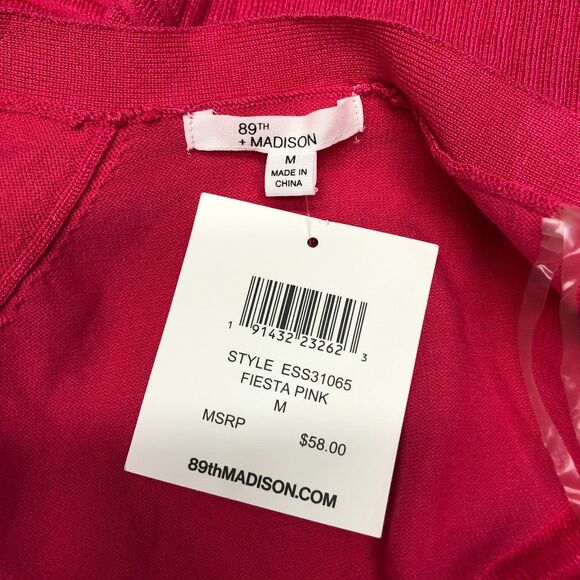 89TH
+ MADISON
M
MADE IN
CHINA
1 91432 23262 3
STYLE ESS31065
FIESTA PINK
M
MSRP $58.00
89thMADISON.COM